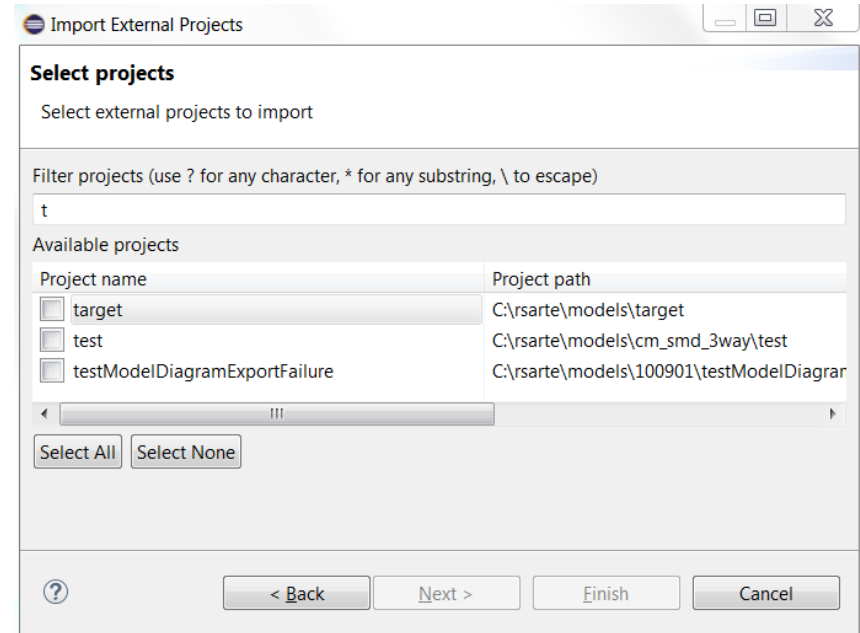 Import External Projects
Select projects
Select external projects to import
Filter projects (use ? for any character, * for any substring, \ to escape)
t
Available projects
Project name Project path
target C:\rsarte\models\target
test C:\rsarte\models\cm_smd_3way\test
testModelDiagramExportFailure C:\rsarte\models\100901\testModelDiagran
Select All Select None
? < Back Next > Finish Cancel